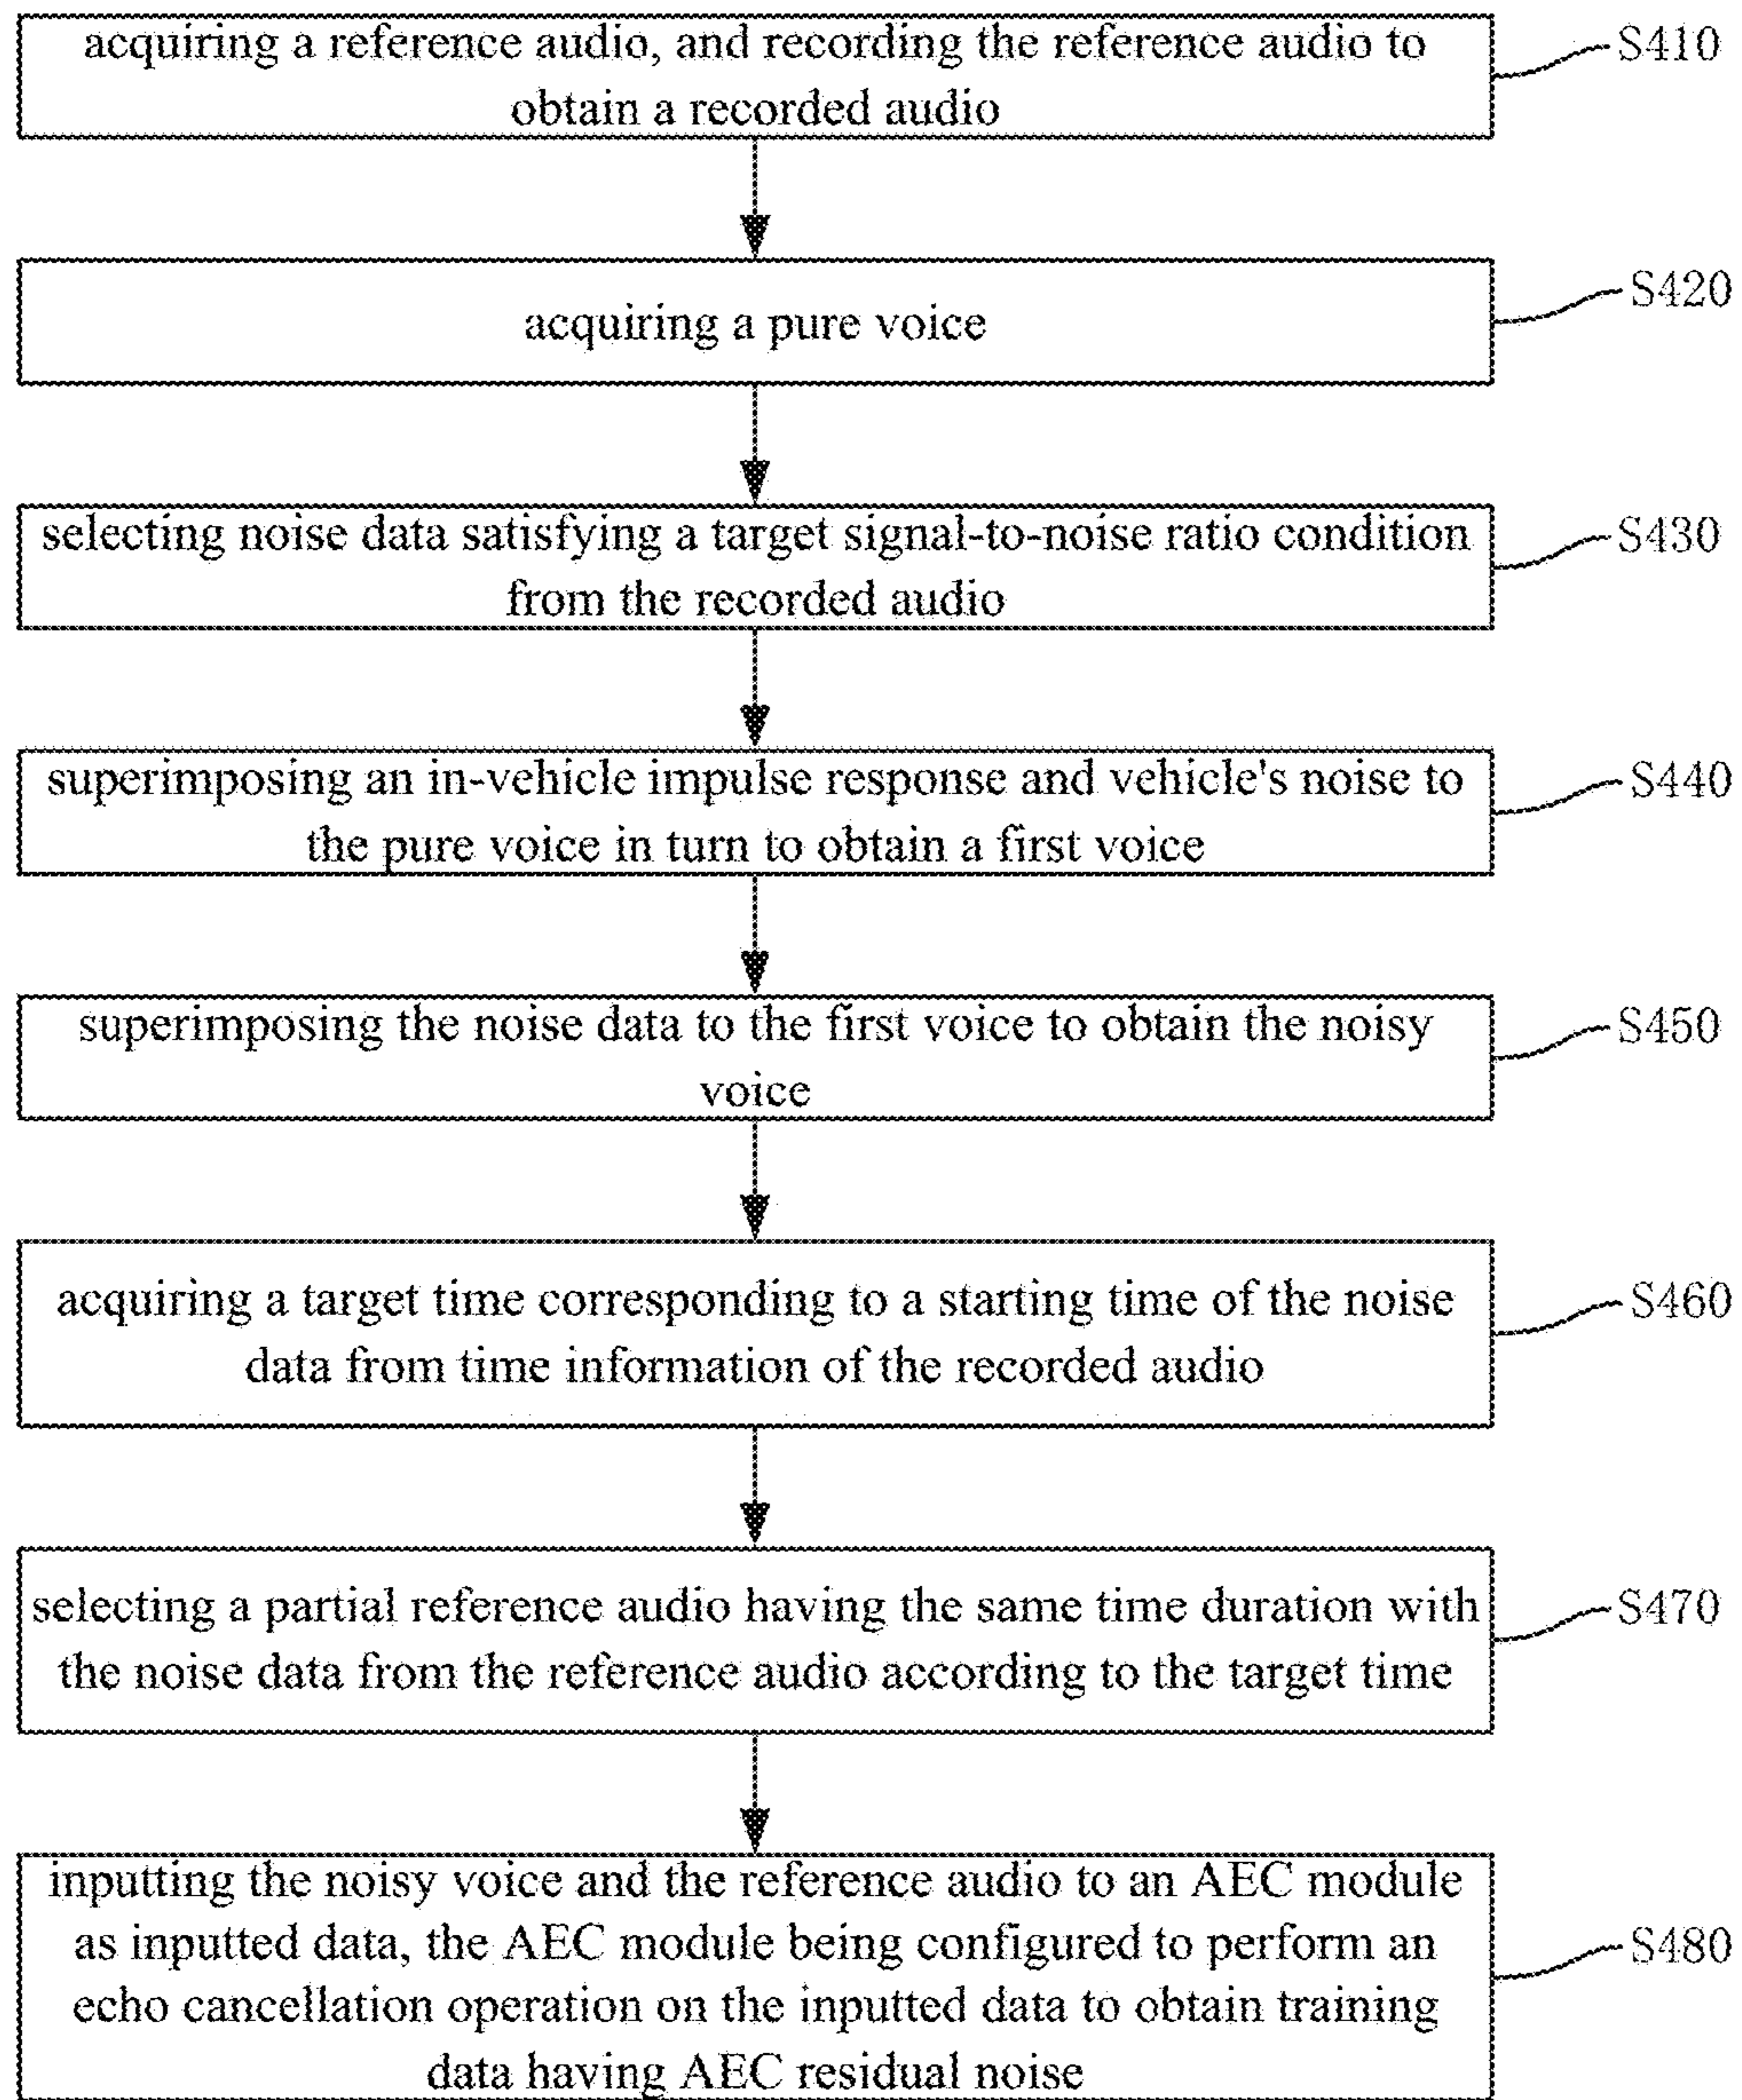 acquiring a reference audio, and recording the reference audio to
obtain a recorded audio
S410
acquiring a pure voice
S420
selecting noise data satisfying a target signal-to-noise ratio condition
from the recorded audio
S430
superimposing an in-vehicle impulse response and vehicle's noise to
the pure voice in turn to obtain a first voice
S440
superimposing the noise data to the first voice to obtain the noisy
voice
S450
acquiring a target time corresponding to a starting time of the noise
data from time information of the recorded audio
S460
selecting a partial reference audio having the same time duration with
the noise data from the reference audio according to the target time
S470
inputting the noisy voice and the reference audio to an AEC module
as inputted data, the AEC module being configured to perform an
echo cancellation operation on the inputted data to obtain training
data having AEC residual noise
S480